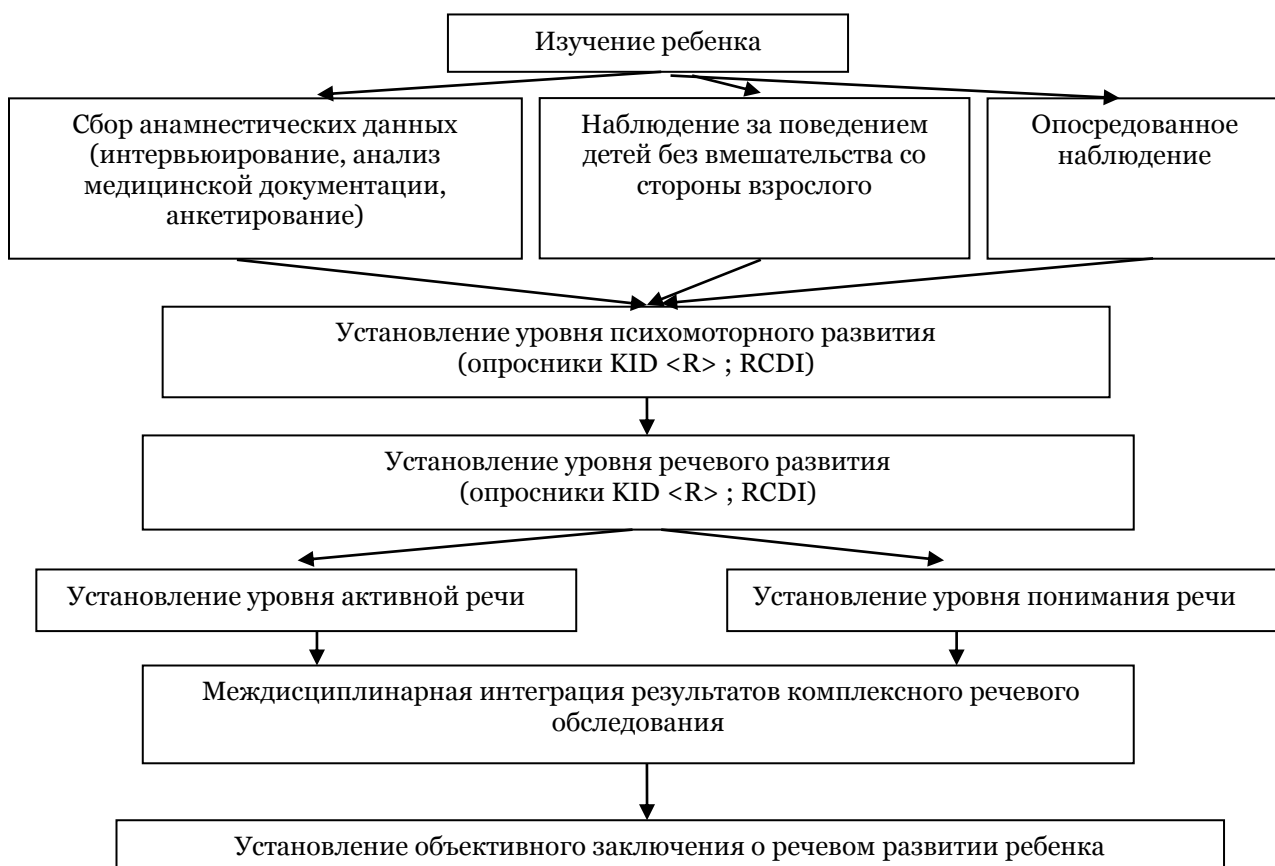 Изучение ребенка
Сбор анамнестических данных
(интервьюирование, анализ
медицинской документации,
анкетирование)
Наблюдение за поведением
детей без вмешательства со
стороны взрослого
Опосредованное
наблюдение
Установление уровня психомоторного развития
(опросники KID <R> ; RCDI)
Установление уровня речевого развития
(опросники KID <R> ; RCDI)
Установление уровня активной речи
Установление уровня понимания речи
Междисциплинарная интеграция результатов комплексного речевого
обследования
Установление объективного заключения о речевом развитии ребенка